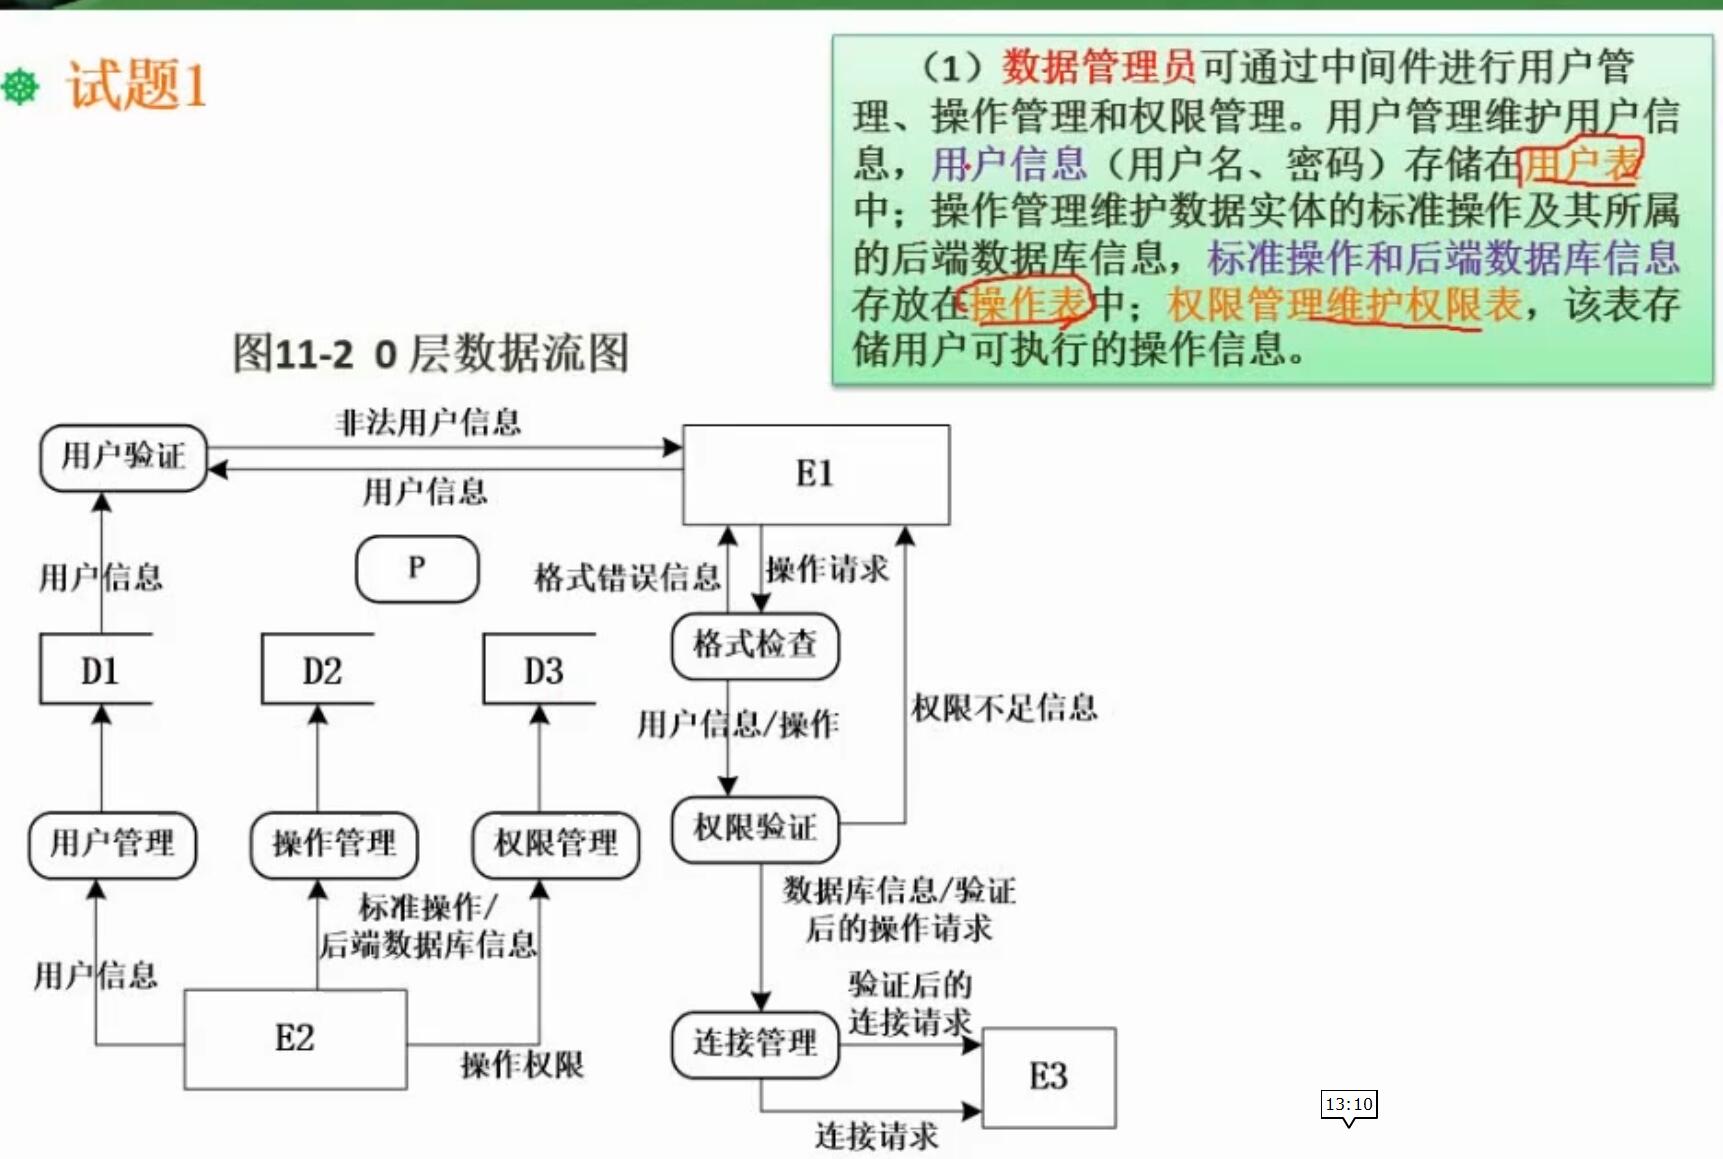 试题1
（1）数据管理员可通过中间件进行用户管
理、操作管理和权限管理。用户管理维护用户信
息，用户信息（用户名、密码）存储在用户表
中；操作管理维护数据实体的标准操作及其所属
的后端数据库信息，标准操作和后端数据库信息
存放在操作表中；权限管理维护权限表，该表存
储用户可执行的操作信息。
图11-2 0 层数据流图
非法用户信息
用户验证
E1
用户信息
P
用户信息
格式错误信息
操作请求
D1
D2
D3
格式检查
用户信息/操作
权限不足信息
用户管理
操作管理
权限管理
权限验证
标准操作/
后端数据库信息
数据库信息/验证
后的操作请求
用户信息
E2
操作权限
验证后的
连接请求
连接管理
E3
连接请求
13:10